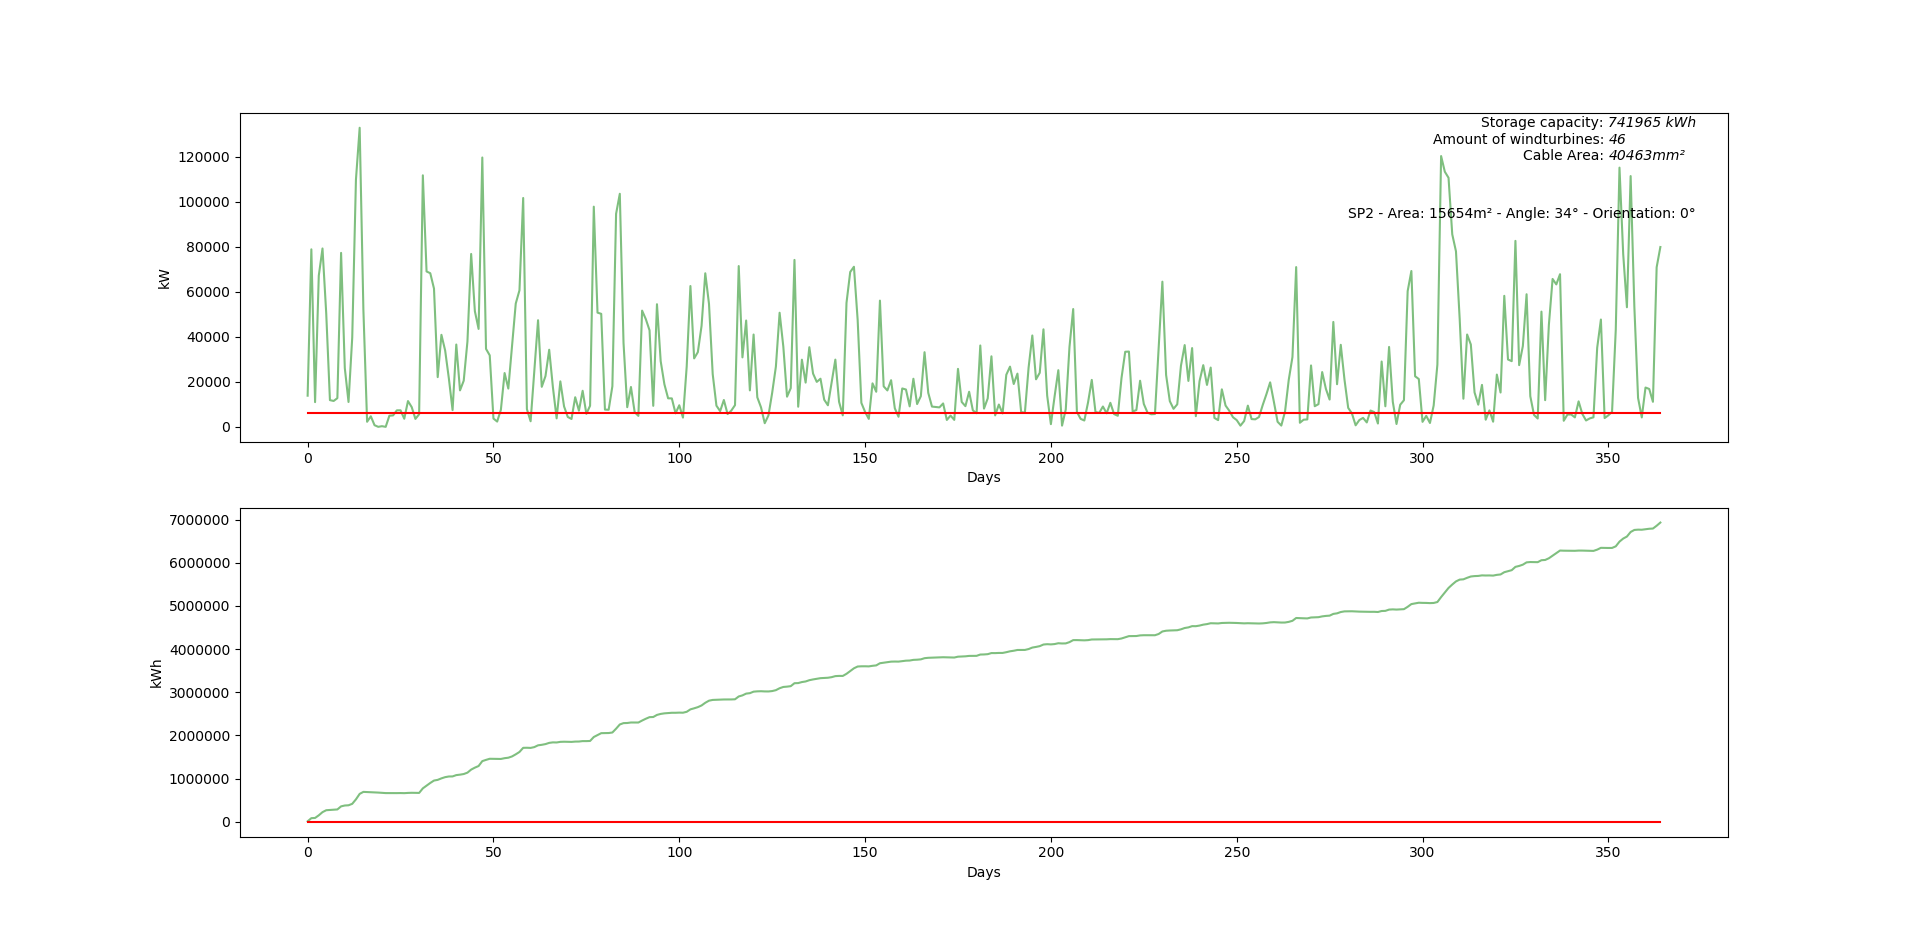 Storage capacity: 741965 kWh
Amount of windturbines: 46
Cable Area: 40463mm²
SP2 - Area: 15654m² - Angle: 34° - Orientation: 0°
120000
100000
80000
60000
40000
20000
0
kW
0 50 100 150 200 250 300 350
Days
7000000
6000000
5000000
4000000
3000000
2000000
1000000
0
kWh
0 50 100 150 200 250 300 350
Days